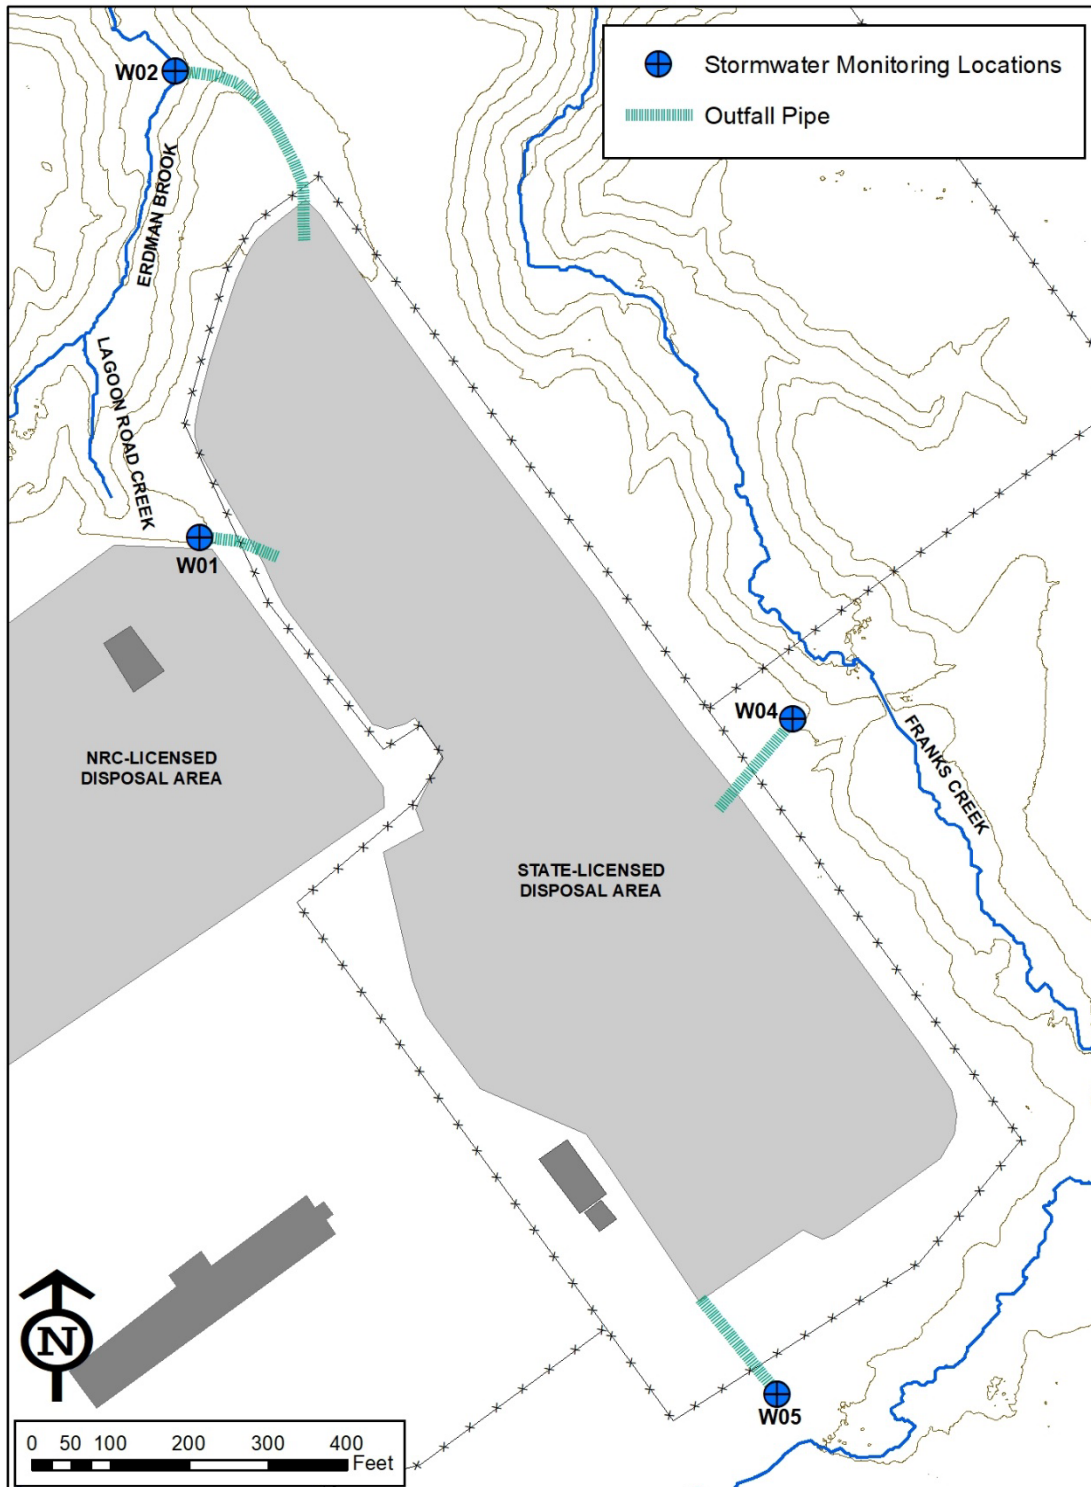 W02
Stormwater Monitoring Locations
Outfall Pipe
ERDMAN BROOK
LAGOON ROAD CREEK
W01
W04
NRC-LICENSED
DISPOSAL AREA
FRANKS CREEK
STATE-LICENSED
DISPOSAL AREA
N
W05
0 50 100 200 300 400
Feet